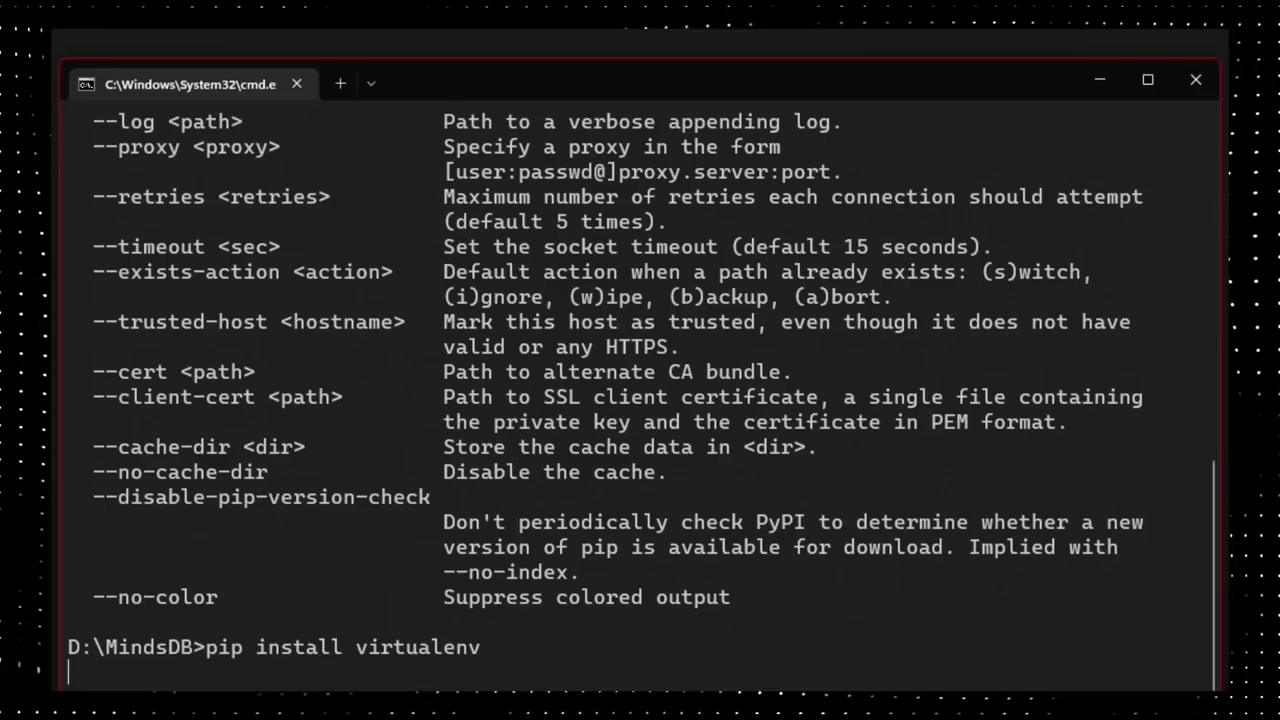 C:\Windows\System32\cmd.e
--log <path> Path to a verbose appending log.
--proxy <proxy> Specify a proxy in the form
[user:passwd@]proxy.server:port.
--retries <retries> Maximum number of retries each connection should attempt
(default 5 times).
--timeout <sec> Set the socket timeout (default 15 seconds).
--exists-action <action> Default action when a path already exists: (s)witch,
(i)gnore, (w)ipe, (b)ackup, (a)bort.
--trusted-host <hostname> Mark this host as trusted, even though it does not have
valid or any HTTPS.
--cert <path> Path to alternate CA bundle.
--client-cert <path> Path to SSL client certificate, a single file containing
the private key and the certificate in PEM format.
--cache-dir <dir> Store the cache data in <dir>.
--no-cache-dir Disable the cache.
--disable-pip-version-check
Don't periodically check PyPI to determine whether a new
version of pip is available for download. Implied with
--no-index.
--no-color Suppress colored output
D:\MindsDB>pip install virtualenv